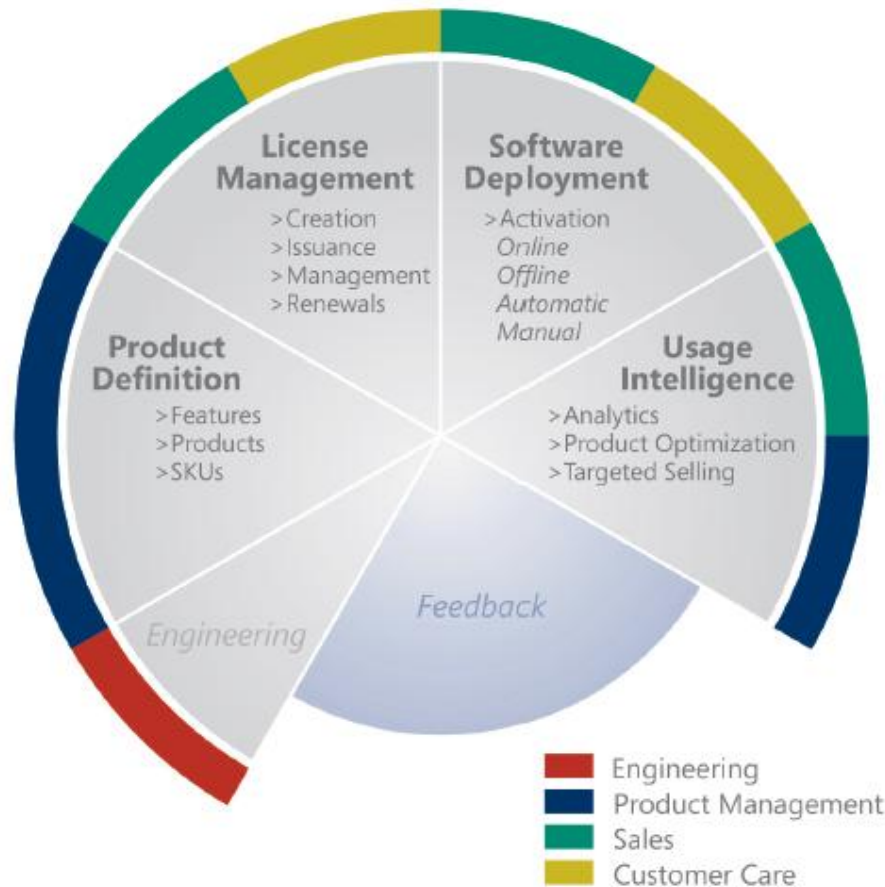 License
Management
>Creation
>Issuance
>Management
>Renewals
Software
Deployment
>Activation
Online
Offline
Automatic
Manual
Product
Definition
>Features
>Products
>SKUs
Usage
Intelligence
>Analytics
>Product Optimization
>Targeted Selling
Engineering
Feedback
Engineering
Product Management
Sales
Customer Care